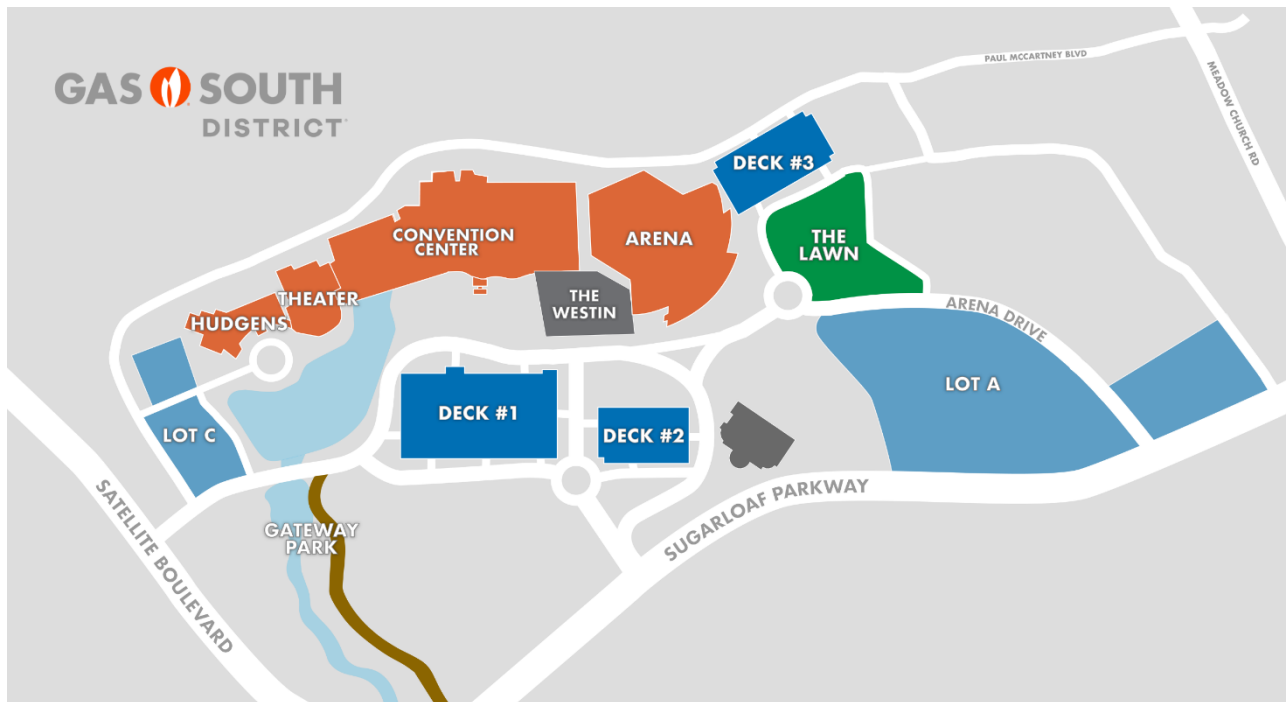 GAS SOUTH
DISTRICT
PAUL MCCARTNEY BLVD
MEADOW CHURCH RD
DECK #3
CONVENTION
CENTER
ARENA
THE
LAWN
THEATER
THE
WESTIN
HUDGENS
ARENA DRIVE
LOT A
DECK #1
DECK #2
LOT C
SUGARLOAF PARKWAY
SATELLITE BOULEVARD
GATEWAY
PARK